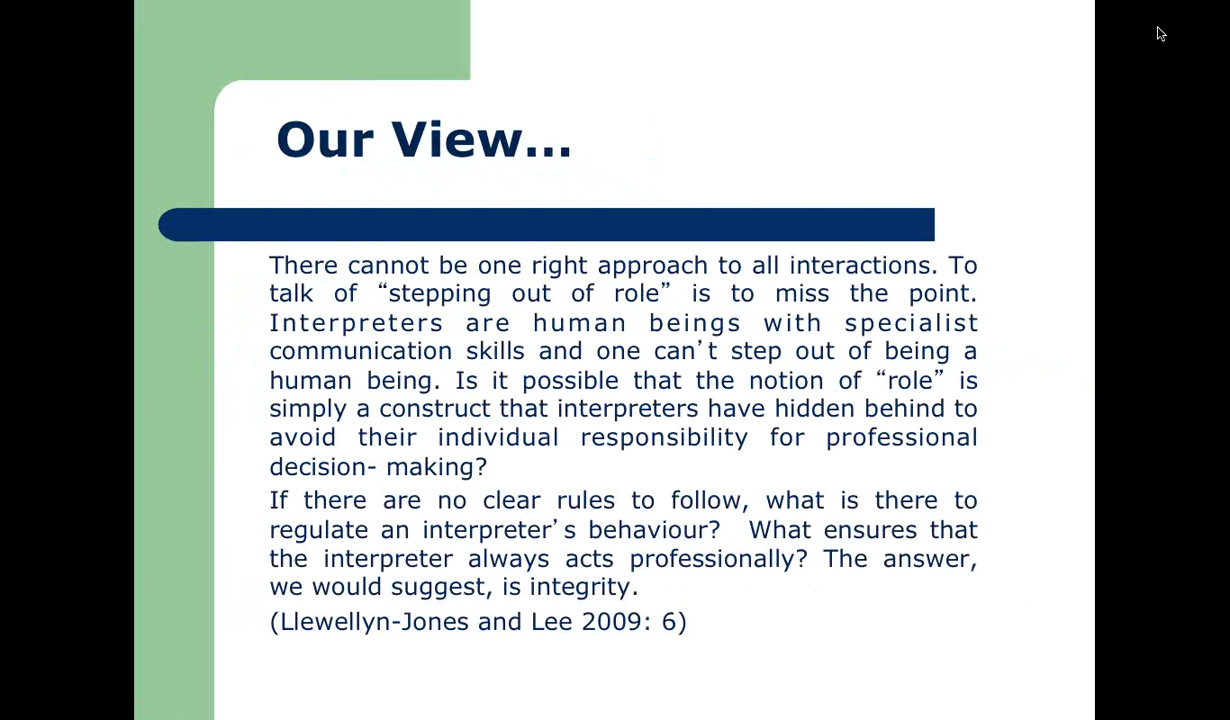 Our View...
There cannot be one right approach to all interactions. To
talk of “stepping out of role” is to miss the point.
Interpreters are human beings with specialist
communication skills and one can’t step out of being a
human being. Is it possible that the notion of “role” is
simply a construct that interpreters have hidden behind to
avoid their individual responsibility for professional
decision- making?
If there are no clear rules to follow, what is there to
regulate an interpreter’s behaviour? What ensures that
the interpreter always acts professionally? The answer,
we would suggest, is integrity.
(Llewellyn-Jones and Lee 2009: 6)